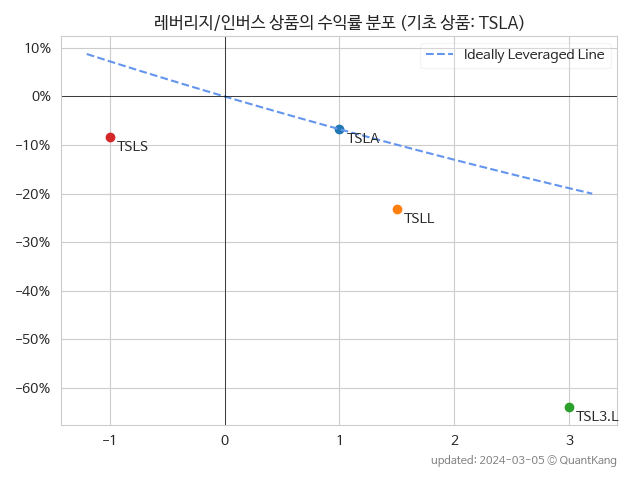 레버리지/인버스 상품의 수익률 분포 (기초 상품: TSLA)
10%
Ideally Leveraged Line
0%
TSLA
−10%
TSLS
−20%
TSLL
−30%
−40%
−50%
−60%
TSL3.L
−1 0 1 2 3
updated: 2024-03-05 © QuantKang